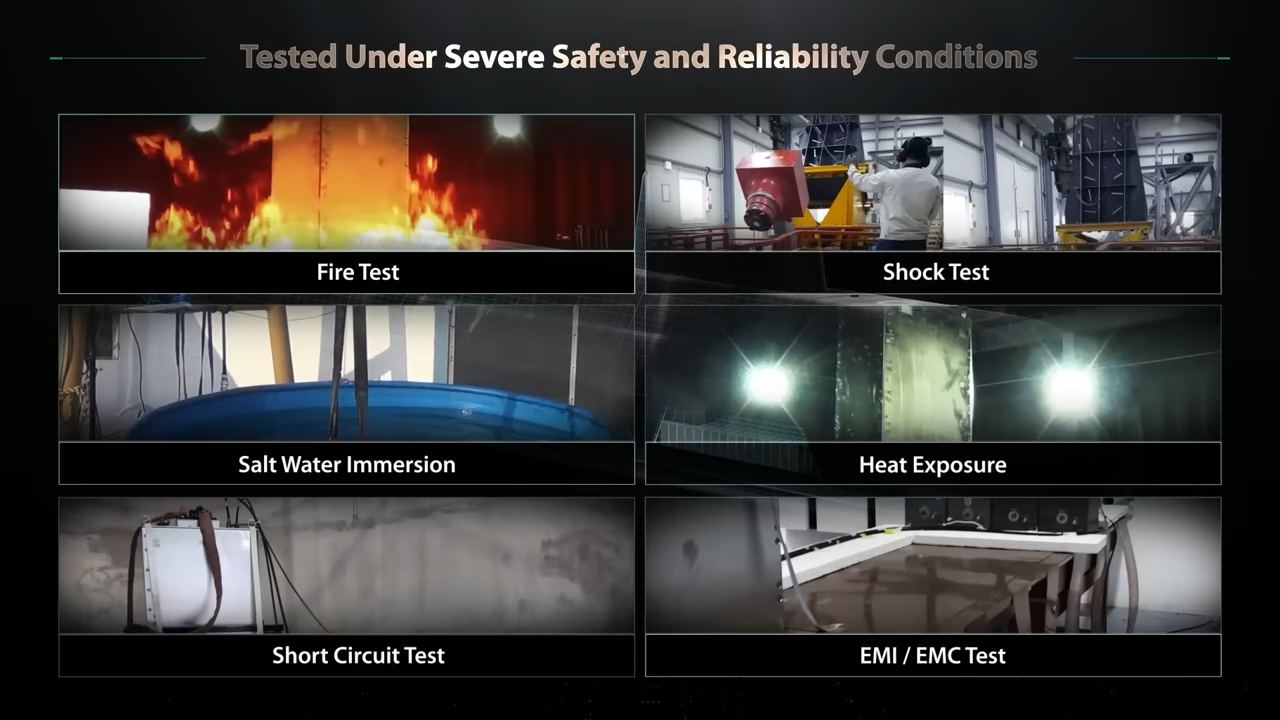 Tested Under Severe Safety and Reliability Conditions
Fire Test
Shock Test
Salt Water Immersion
Heat Exposure
Short Circuit Test
EMI / EMC Test